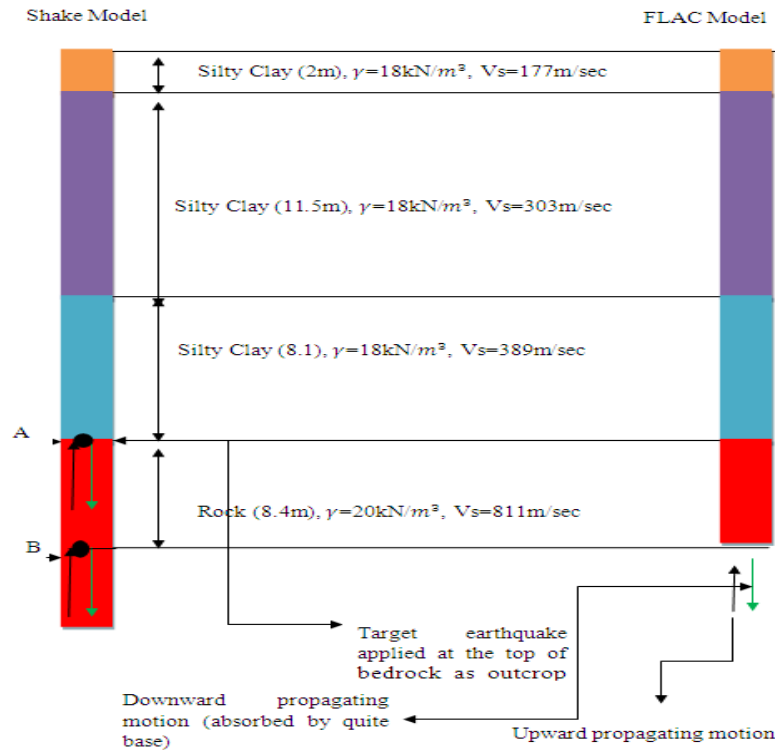 Shake Model
FLAC Model
Silty Clay (2m), γ=18kN/m³, Vs=177m/sec
Silty Clay (11.5m), γ=18kN/m³, Vs=303m/sec
Silty Clay (8.1), γ=18kN/m³, Vs=389m/sec
A
Rock (8.4m), γ=20kN/m³, Vs=811m/sec
B
Target earthquake
applied at the top of
bedrock as outcrop
Downward propagating
motion (absorbed by quite
base)
Upward propagating motion